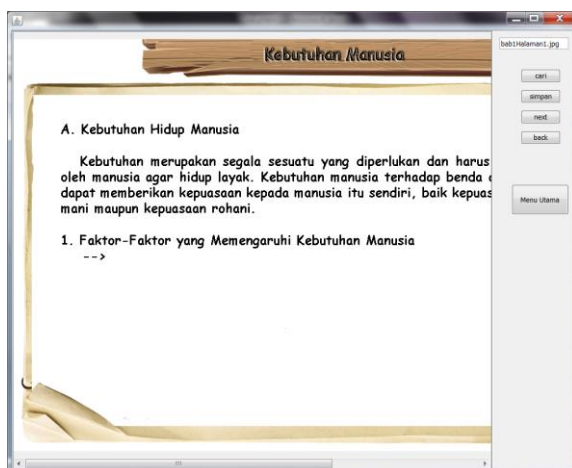 Kebutuhan Manusia
bab1Halaman1.jpg
cari
simpan
next
back
Menu Utama
A. Kebutuhan Hidup Manusia
Kebutuhan merupakan segala sesuatu yang diperlukan dan harus
oleh manusia agar hidup layak. Kebutuhan manusia terhadap benda
dapat memberikan kepuasaan kepada manusia itu sendiri, baik kepuas
mani maupun kepuasaan rohani.
1. Faktor-Faktor yang Memengaruhi Kebutuhan Manusia
-->